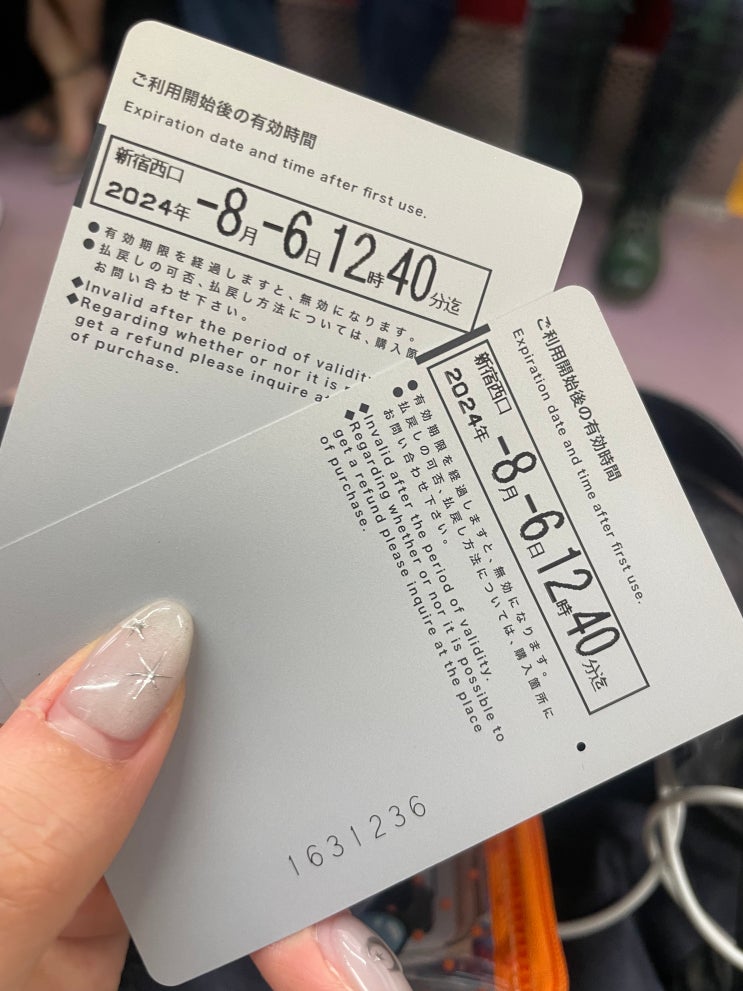 ご利用開始後の有効時間
Expiration date and time after first use.
新宿西口
2024年-8月-6日12時40分迄
●有効期限を経過しますと、無効になります。
●払戻しの可否、払戻し方法については、購入箇
お問い合わせ下さい。
◆Invalid after the period of validit
◆Regarding whether or nor it is
get a refund please inquire a
of purchase.
ご利用開始後の有効時間
Expiration date and time after first use.
新宿西口
2024年-8月-6日12時40分迄
●有効期限を経過しますと、無効になります。
●払戻しの可否、払戻し方法については、購入箇所に
お問い合わせ下さい。
◆Invalid after the period of validity.
◆Regarding whether or nor it is possible to
get a refund please inquire at the place
of purchase.
1631236